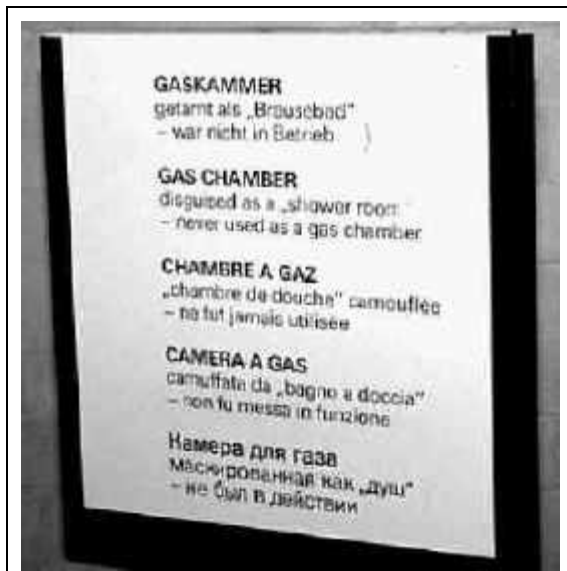 GASKAMMER
getarnt als „Brausebad"
– war nicht in Betrieb
GAS CHAMBER
disguised as a „shower room"
– never used as a gas chamber
CHAMBRE A GAZ
„chambre de douche" camouflée
– ne fut jamais utilisée
CAMERA A GAS
camuffata da „bagno a doccia"
– non fu messa in funzione
Намера для газа
маскированная как „душ"
– не был в действии